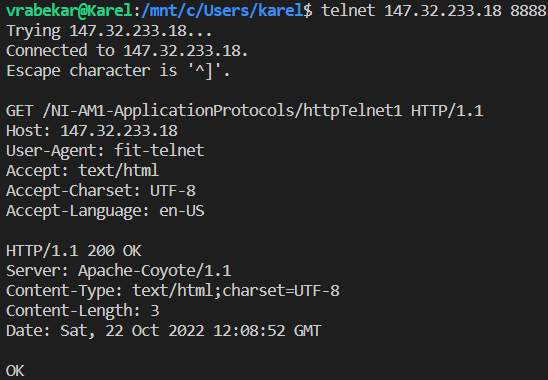 vrabekar@Karel:/mnt/c/Users/karel$ telnet 147.32.233.18 8888
Trying 147.32.233.18...
Connected to 147.32.233.18.
Escape character is '^]'.
GET /NI-AM1-ApplicationProtocols/httpTelnet1 HTTP/1.1
Host: 147.32.233.18
User-Agent: fit-telnet
Accept: text/html
Accept-Charset: UTF-8
Accept-Language: en-US
HTTP/1.1 200 OK
Server: Apache-Coyote/1.1
Content-Type: text/html;charset=UTF-8
Content-Length: 3
Date: Sat, 22 Oct 2022 12:08:52 GMT
OK